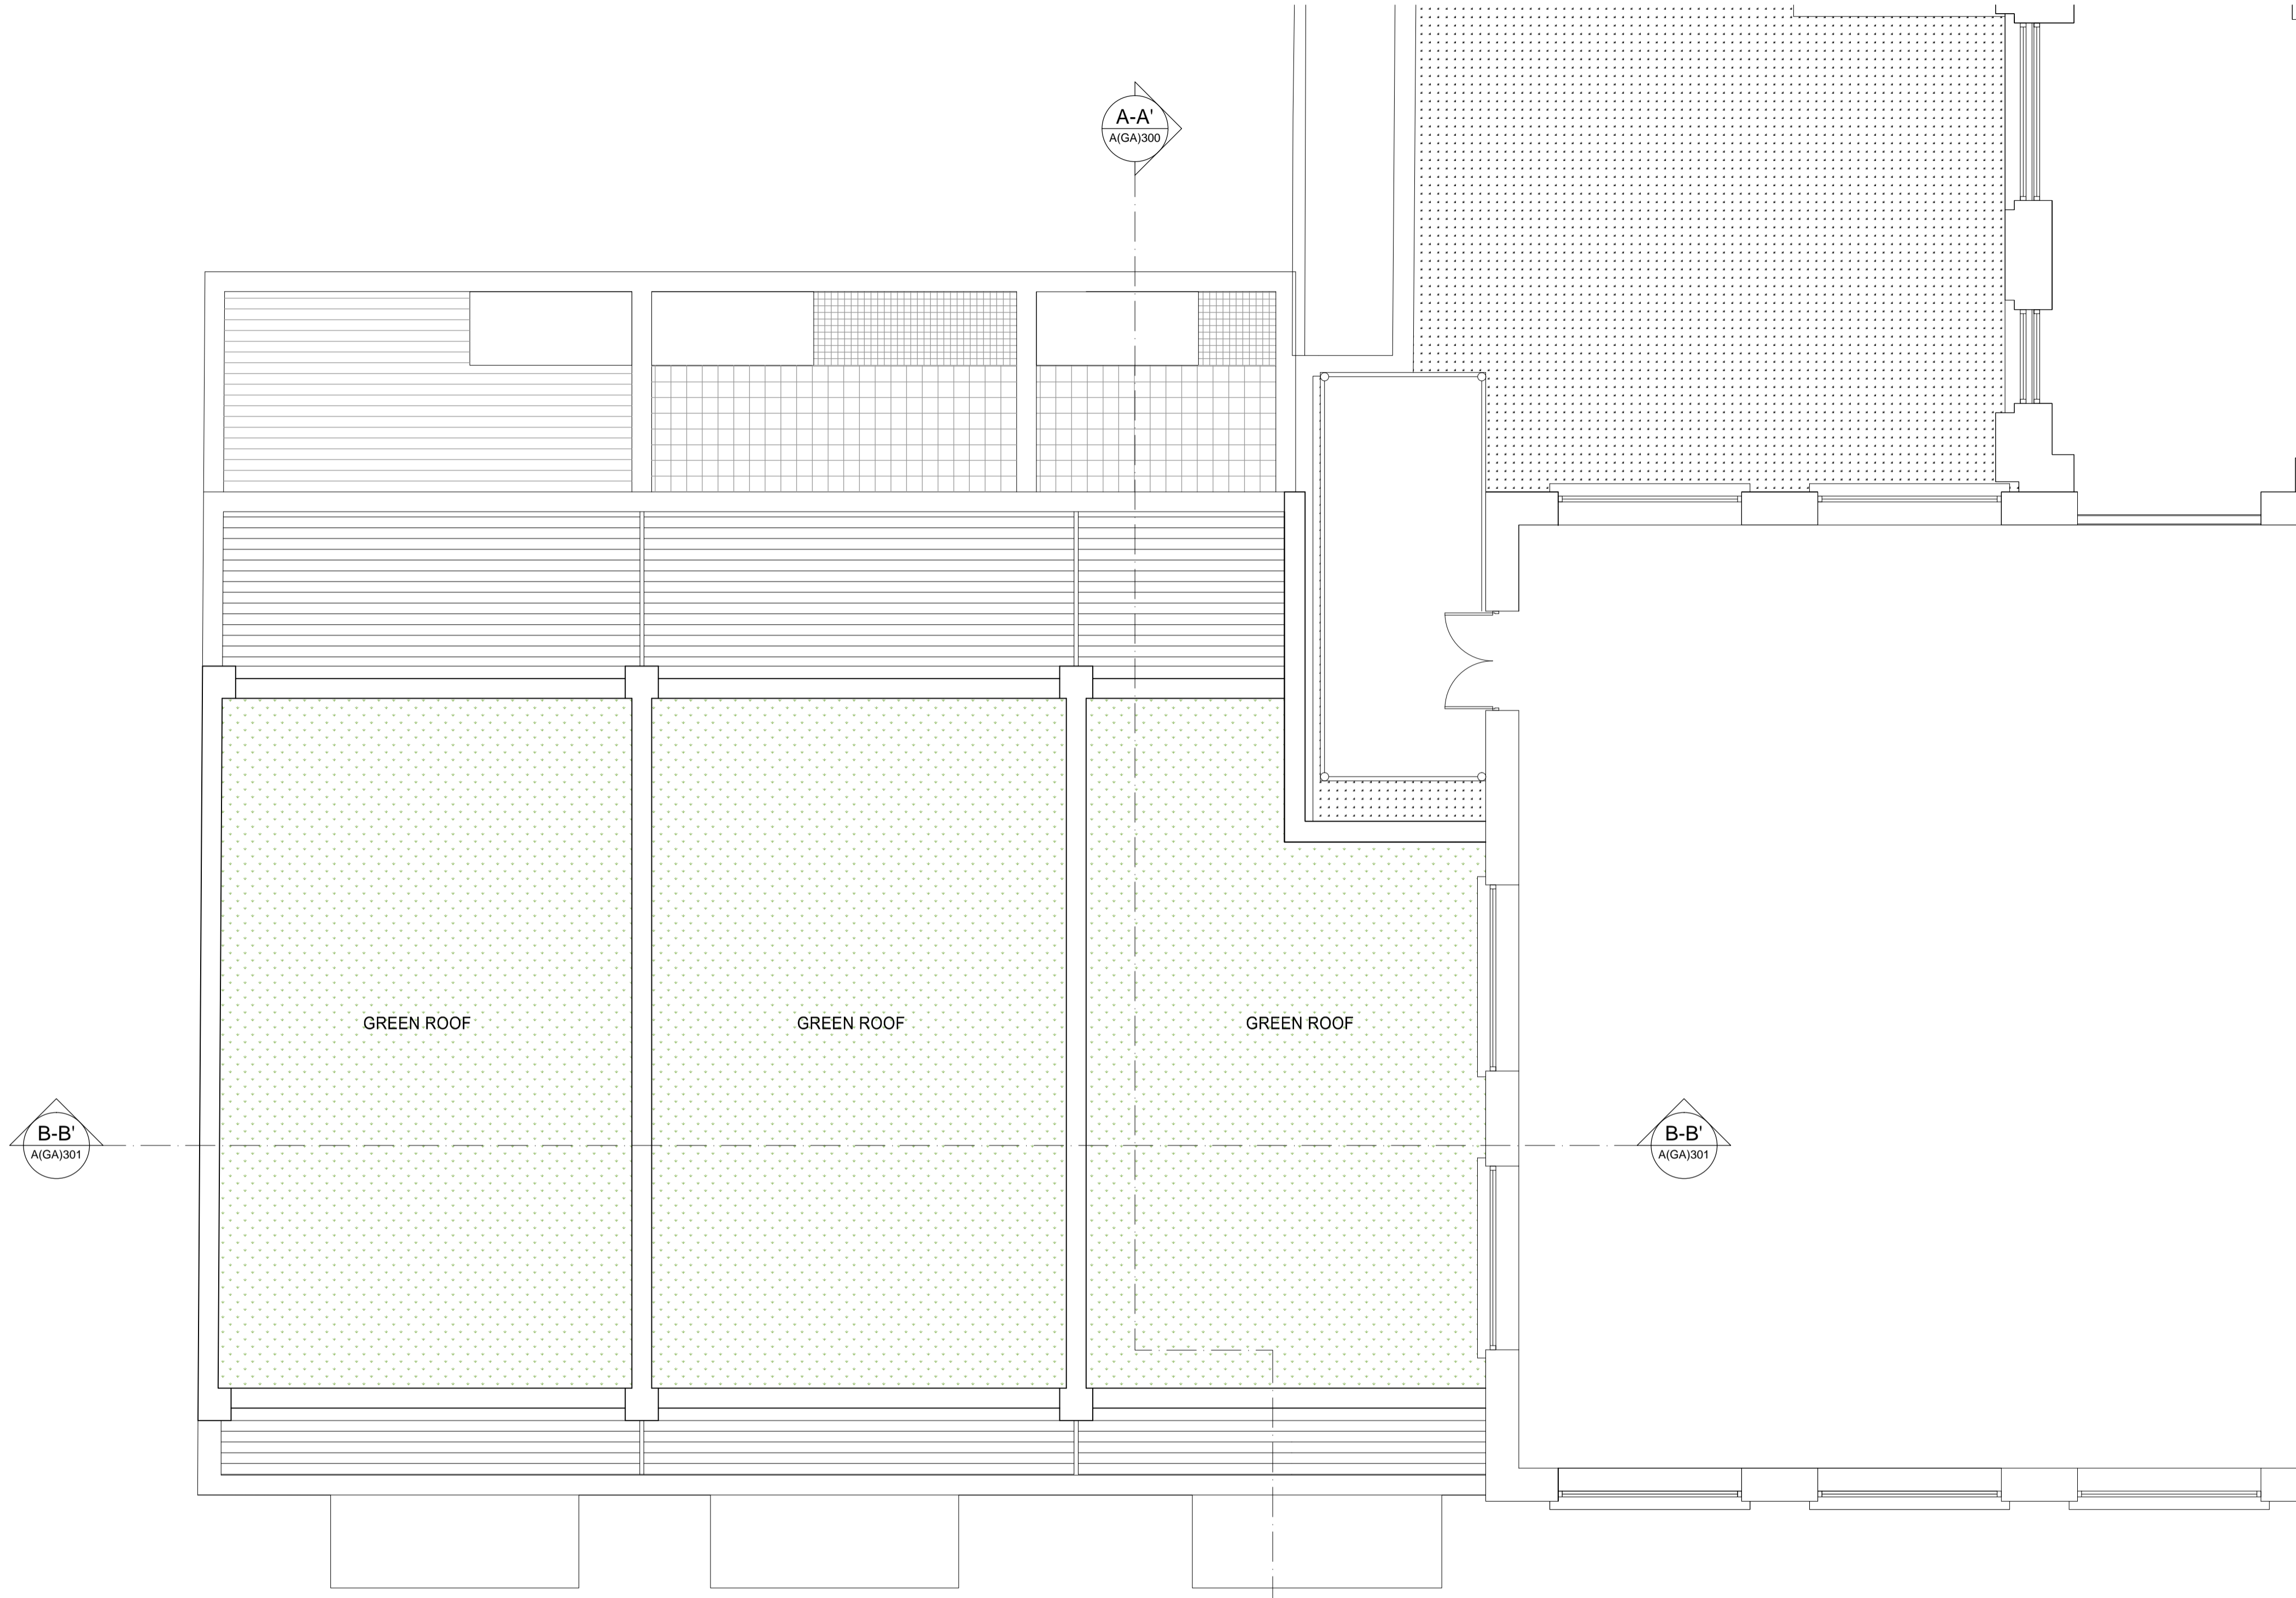 A-A'
A(GA)300
GREEN ROOF
GREEN ROOF
GREEN ROOF
B-B'
A(GA)301
B-B'
A(GA)301